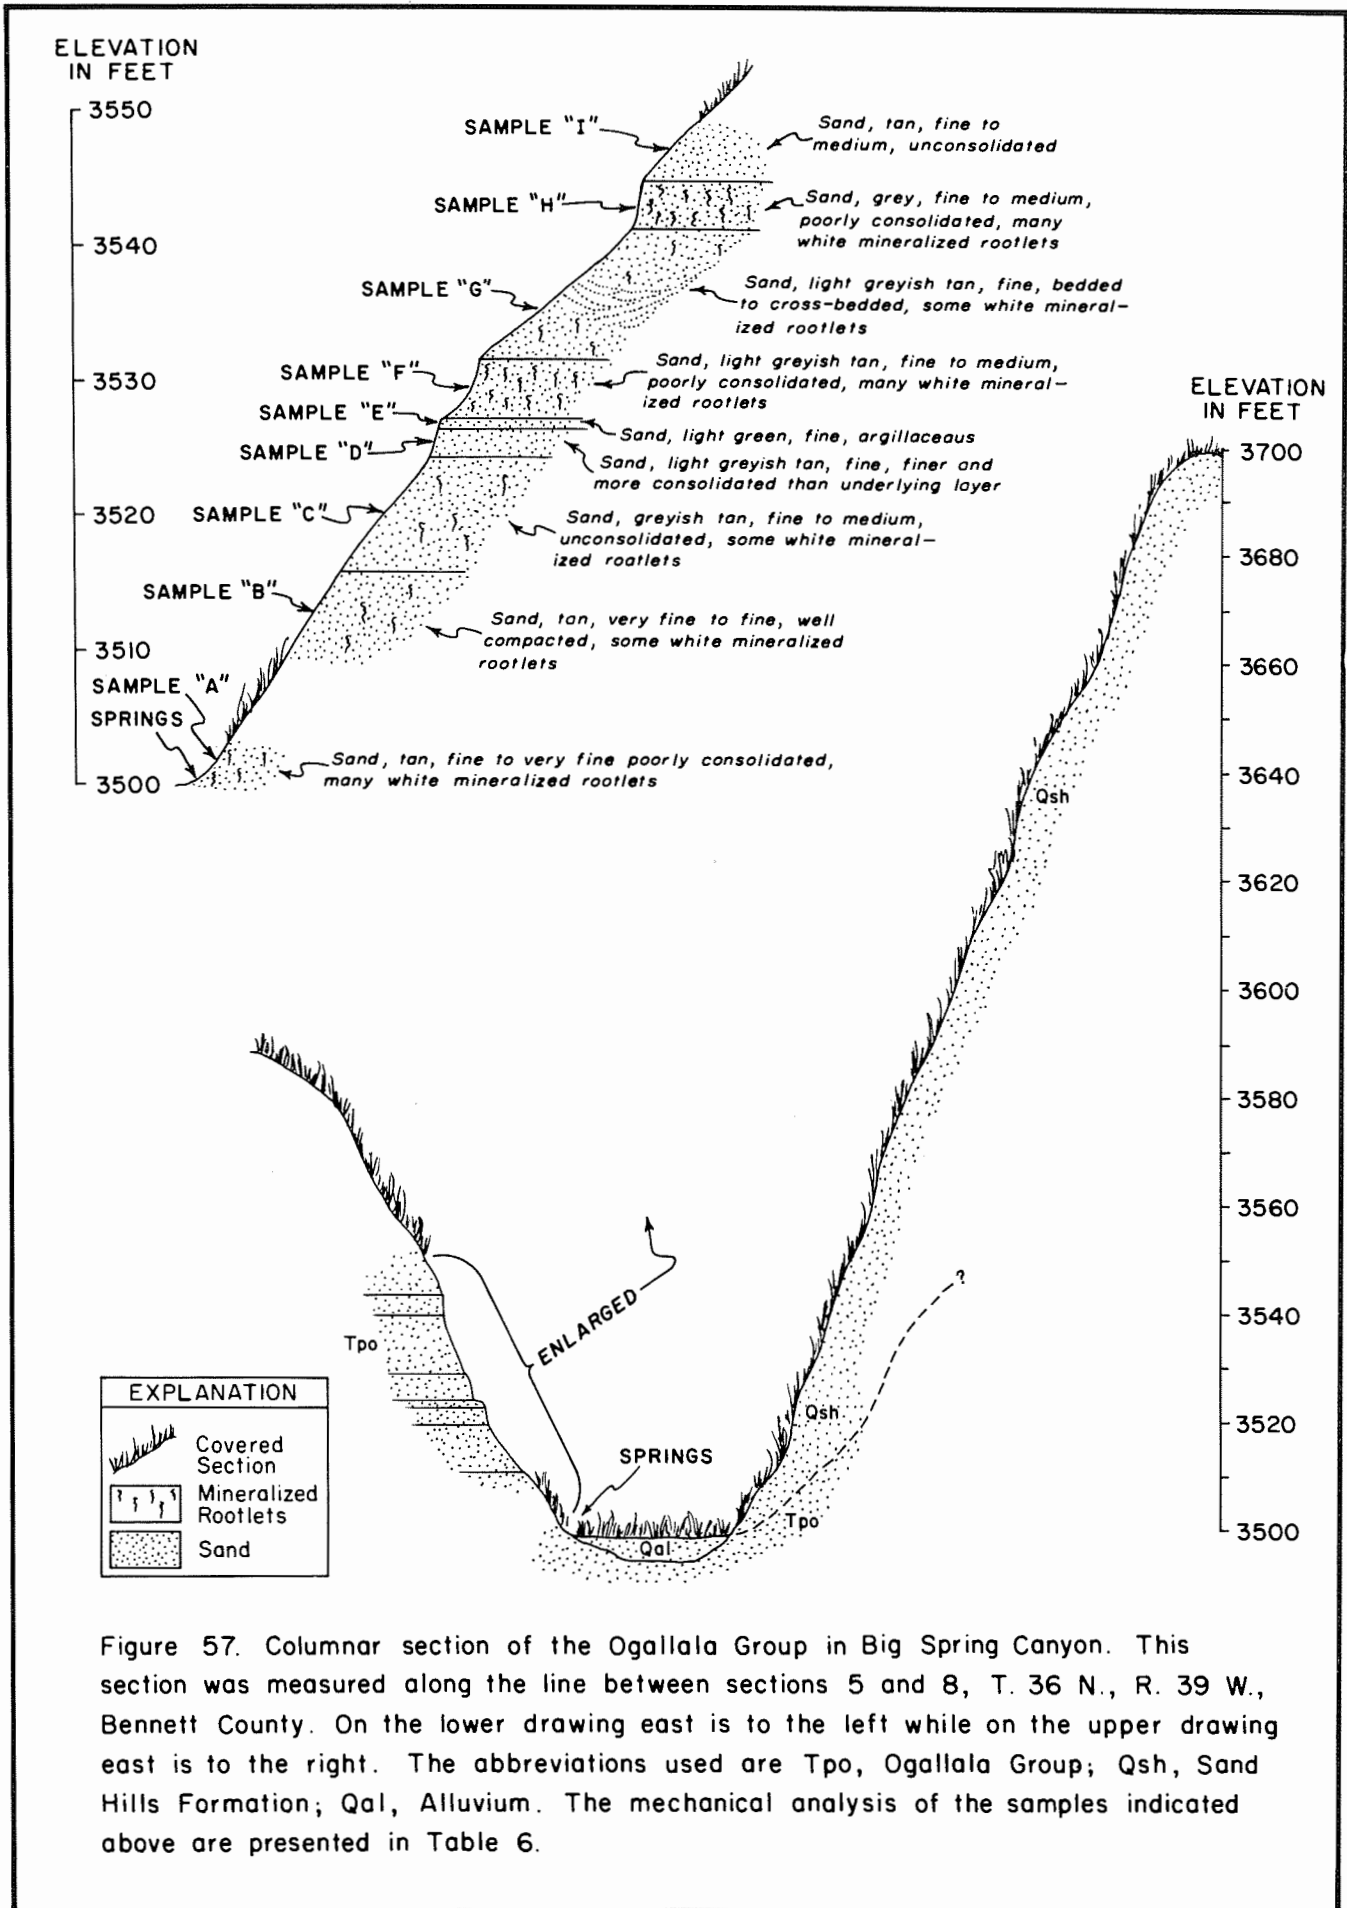 ELEVATION
IN FEET
3550
3540
3530
3520
3510
3500
SAMPLE "I"
SAMPLE "H"
SAMPLE "G"
SAMPLE "F"
SAMPLE "E"
SAMPLE "D"
SAMPLE "C"
SAMPLE "B"
SAMPLE "A"
SPRINGS
Sand, tan, fine to
medium, unconsolidated
Sand, grey, fine to medium,
poorly consolidated, many
white mineralized rootlets
Sand, light greyish tan, fine, bedded
to cross-bedded, some white mineral-
ized rootlets
Sand, light greyish tan, fine to medium,
poorly consolidated, many white mineral-
ized rootlets
Sand, light green, fine, argillaceous
Sand, light greyish tan, fine, finer and
more consolidated than underlying layer
Sand, greyish tan, fine to medium,
unconsolidated, some white mineral-
ized roatlets
Sand, tan, very fine to fine, well
compacted, some white mineralized
rootlets
Sand, tan, fine to very fine poorly consolidated,
many white mineralized rootlets
ELEVATION
IN FEET
3700
3680
3660
3640
3620
3600
3580
3560
3540
3520
3500
Qsh
?
ENLARGED
Tpo
Qsh
SPRINGS
Tpo
Qal
EXPLANATION
Covered
Section
Mineralized
Rootlets
Sand
Figure 57. Columnar section of the Ogallala Group in Big Spring Canyon. This
section was measured along the line between sections 5 and 8, T. 36 N., R. 39 W.,
Bennett County. On the lower drawing east is to the left while on the upper drawing
east is to the right. The abbreviations used are Tpo, Ogallala Group; Qsh, Sand
Hills Formation; Qal, Alluvium. The mechanical analysis of the samples indicated
above are presented in Table 6.